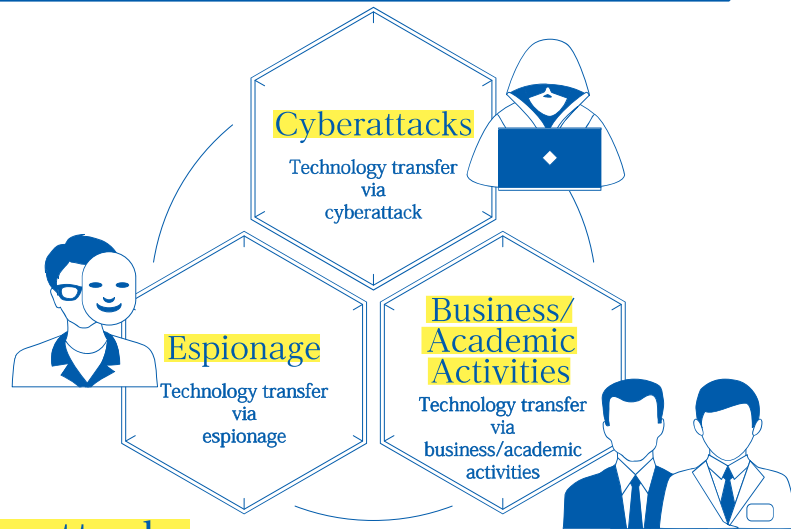 Cyberattacks
Technology transfer
via
cyberattack
Espionage
Technology transfer
via
espionage
Business/
Academic
Activities
Technology transfer
via
business/academic
activities